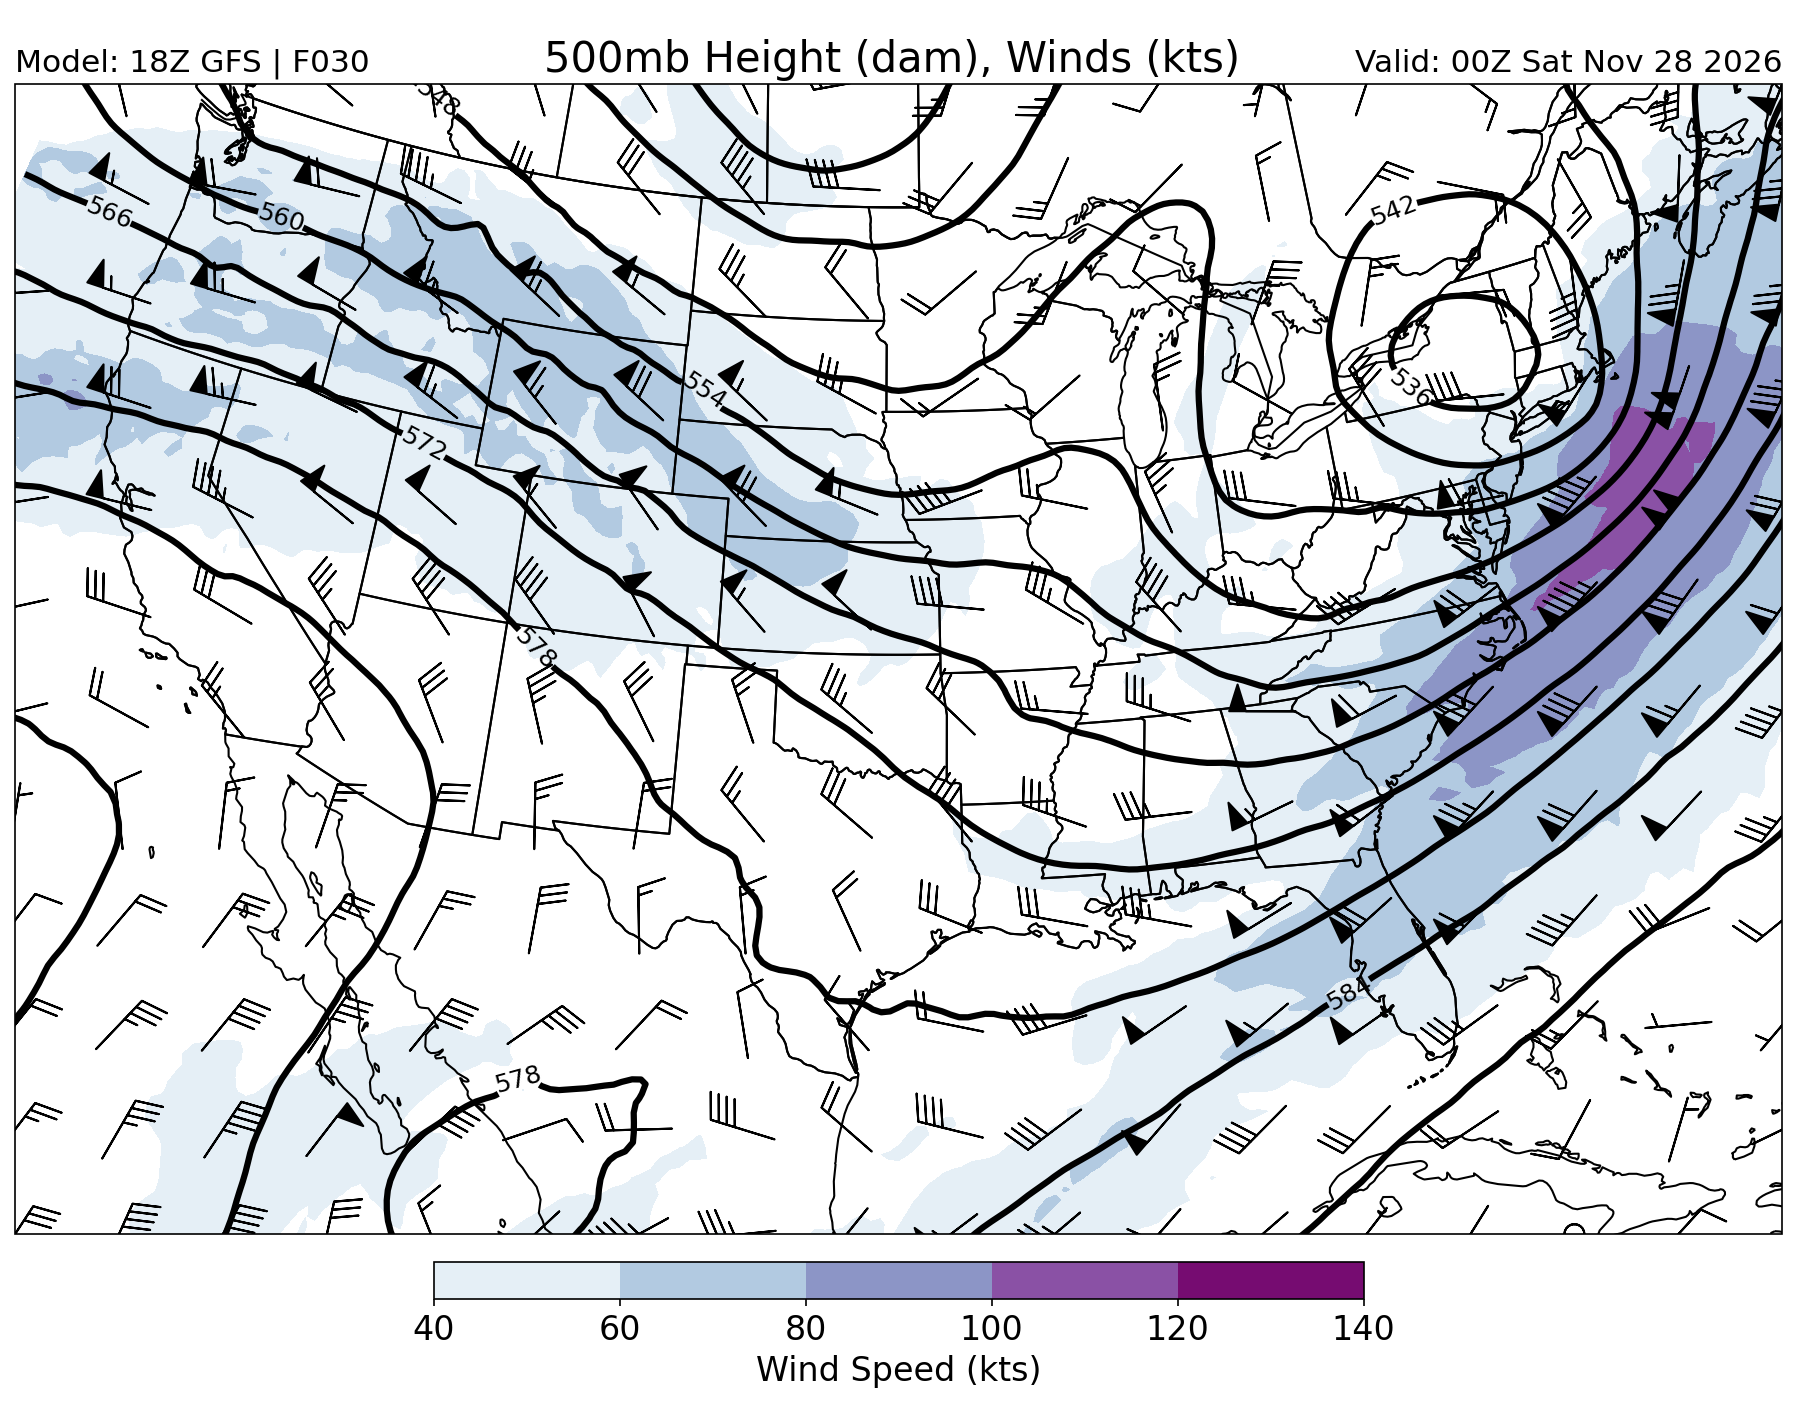 Model: 18Z GFS | F030
500mb Height (dam), Winds (kts)
Valid: 00Z Sat Nov 28 2026
548
566
560
542
554
536
572
578
584
578
40 60 80 100 120 140
Wind Speed (kts)